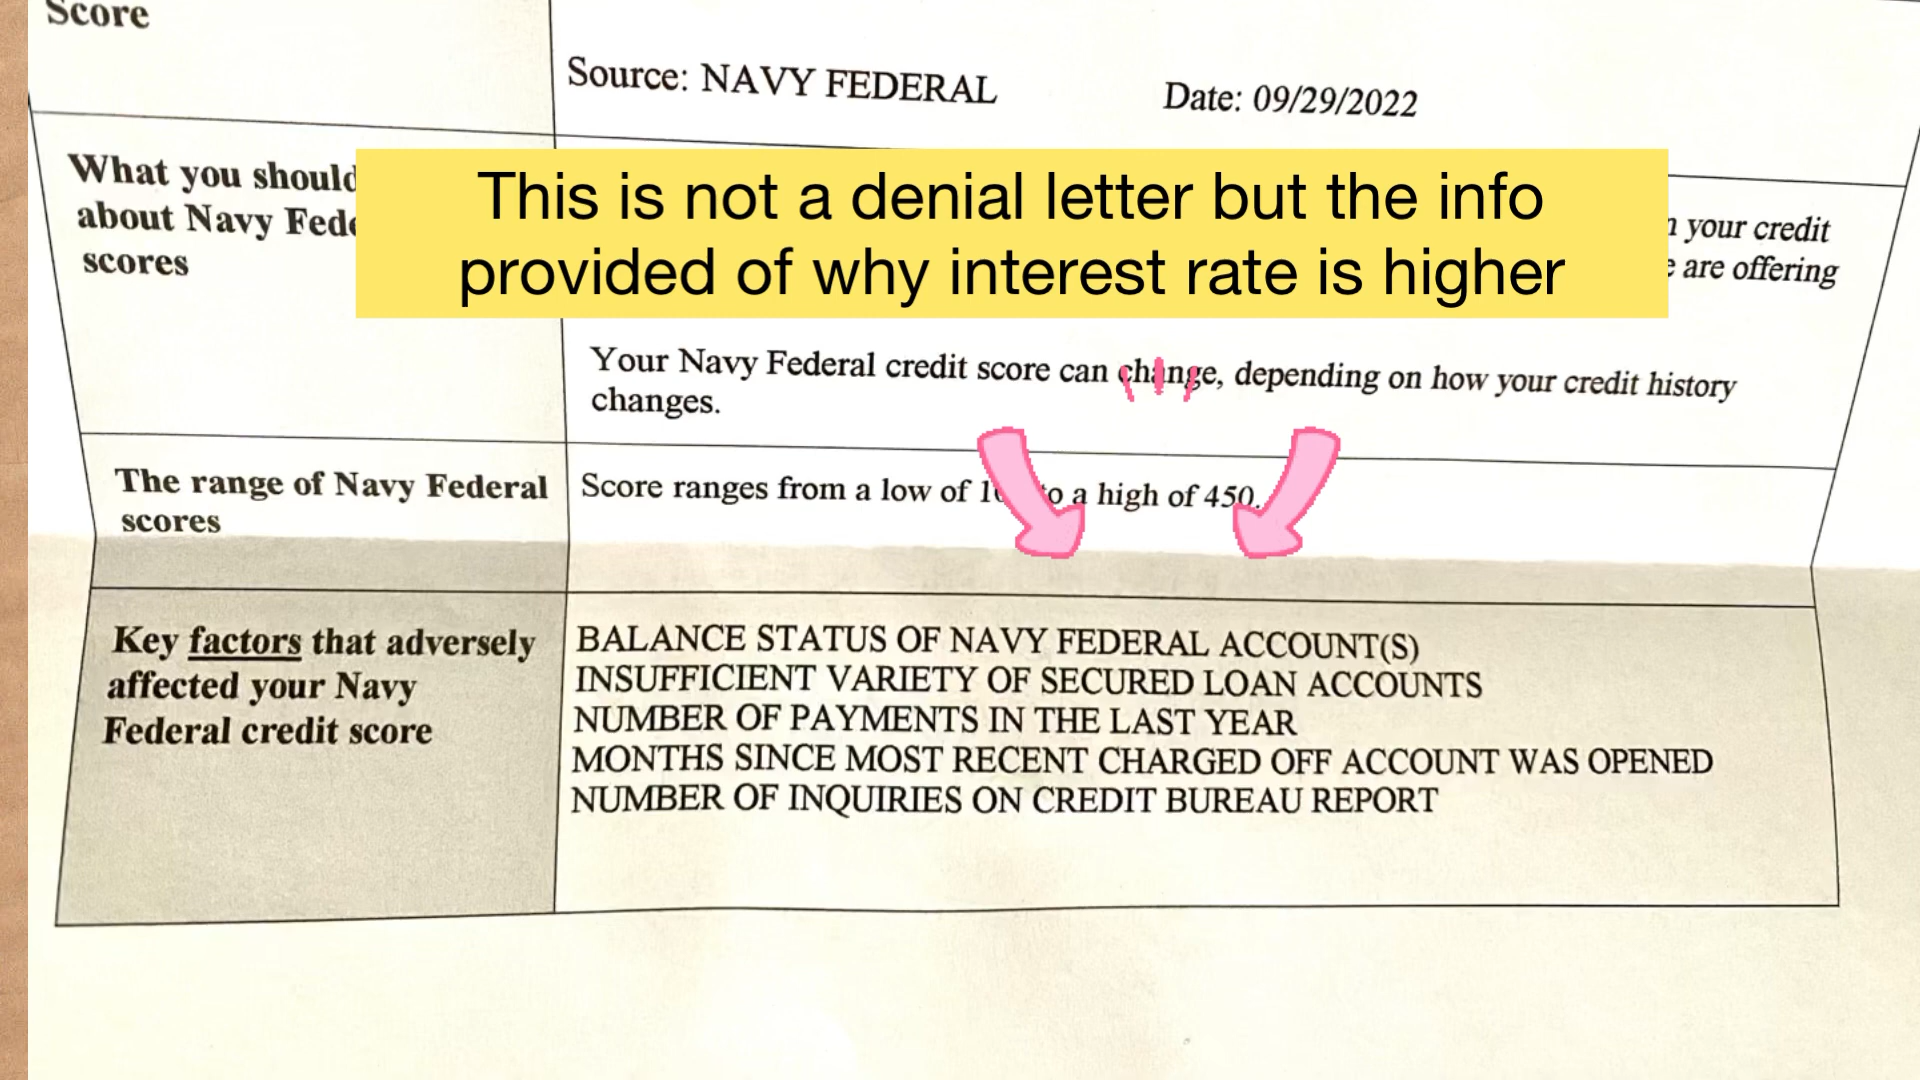 Score
Source: NAVY FEDERAL Date: 09/29/2022
What you should
about Navy
scores
your credit
are offering
This is not a denial letter but the info
provided of why interest rate is higher
Your Navy Federal credit score can change, depending on how your credit history
changes.
The range of Navy Federal
scores
Score ranges from a low of to a high of 450.
Key factors that adversely
affected your Navy
Federal credit score
BALANCE STATUS OF NAVY FEDERAL ACCOUNT(S)
INSUFFICIENT VARIETY OF SECURED LOAN ACCOUNTS
NUMBER OF PAYMENTS IN THE LAST YEAR
MONTHS SINCE MOST RECENT CHARGED OFF ACCOUNT WAS OPENED
NUMBER OF INQUIRIES ON CREDIT BUREAU REPORT